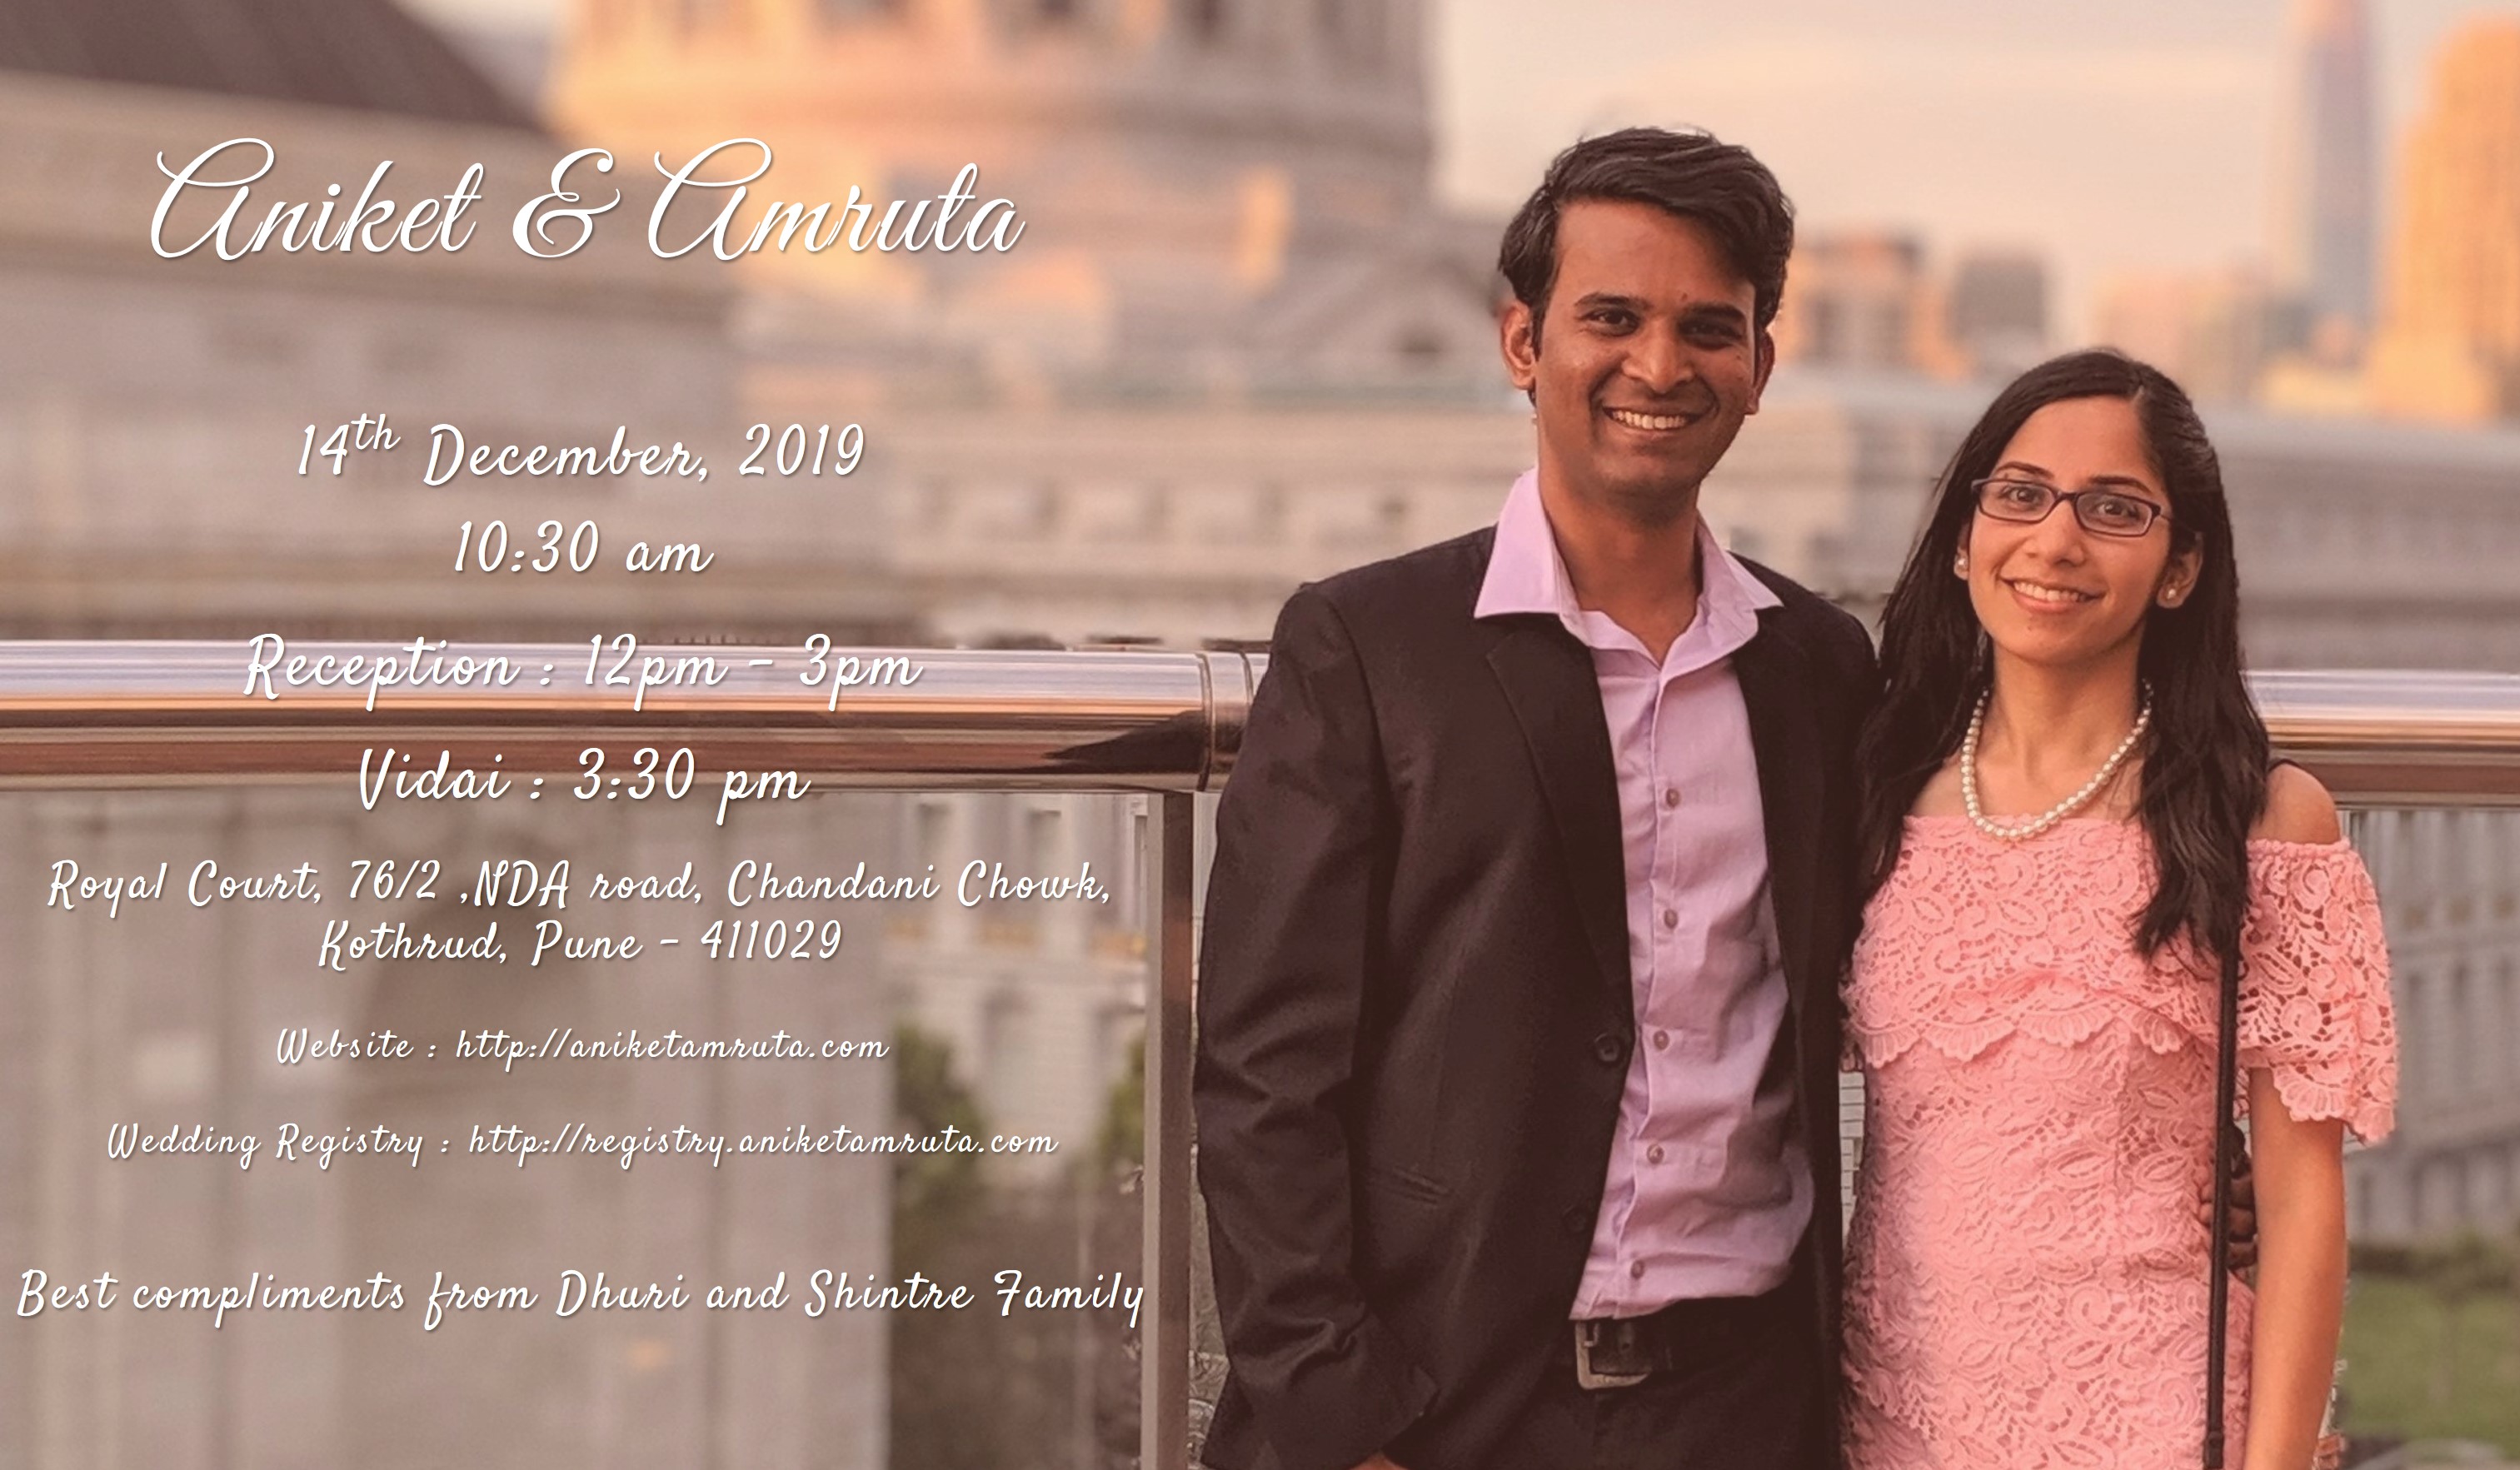 Aniket & Amruta
14th December, 2019
10:30 am
Reception : 12pm - 3pm
Vidai : 3:30 pm
Royal Court, 76/2 ,NDA road, Chandani Chowk,
Kothrud, Pune - 411029
Website : http://aniketamruta.com
Wedding Registry : http://registry.aniketamruta.com
Best compliments from Dhuri and Shintre Family